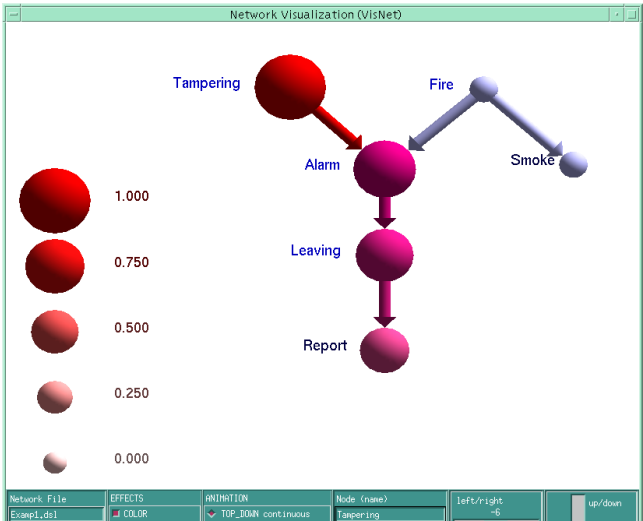 Network Visualization (VisNet)
Tampering
Fire
Alarm
Smoke
1.000
Leaving
0.750
0.500
Report
0.250
0.000
Network File
EFFECTS
ANIMATION
Node (name)
left/right
up/down
-6
Examp1.dsl
COLOR
TOP_DOWN continuous
Tampering